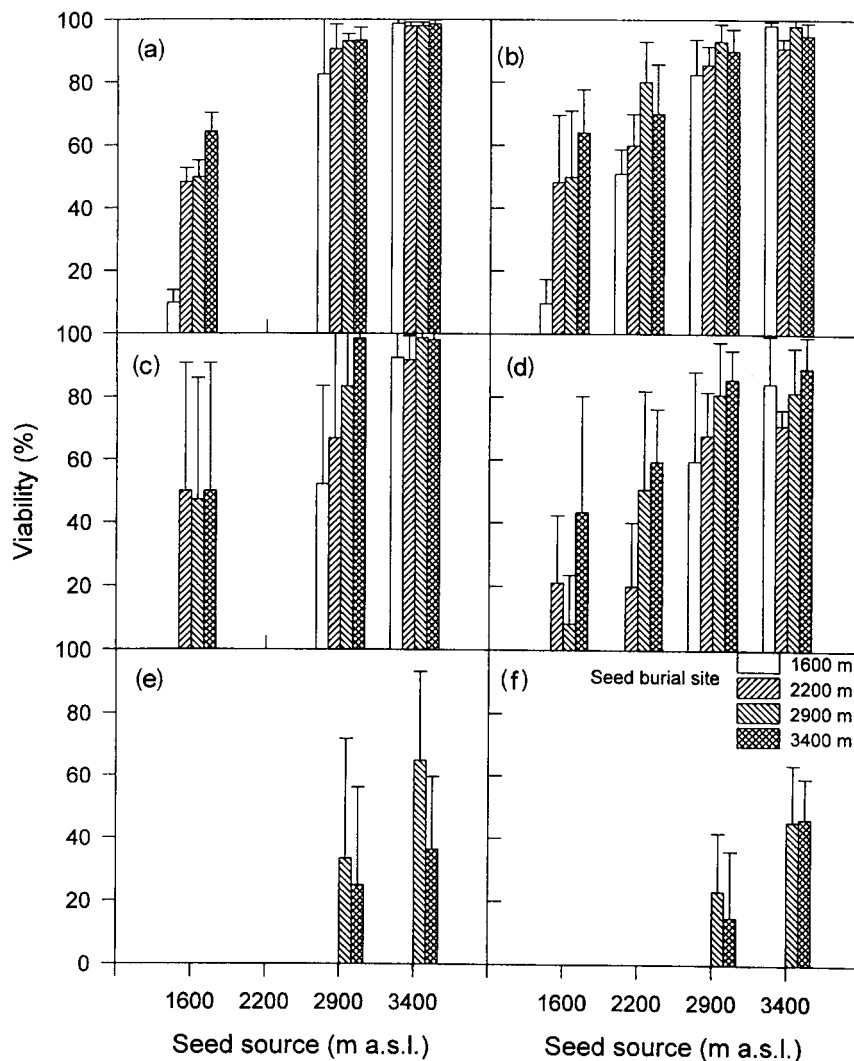 100
(a)
(b)
80
60
40
20
100
(c)
(d)
80
60
40
20
100
(e)
(f)
Seed burial site
1600 m
2200 m
2900 m
3400 m
80
60
40
20
0
Viability (%)
1600
2200
2900
3400
1600
2200
2900
3400
Seed source (m a.s.l.)
Seed source (m a.s.l.)